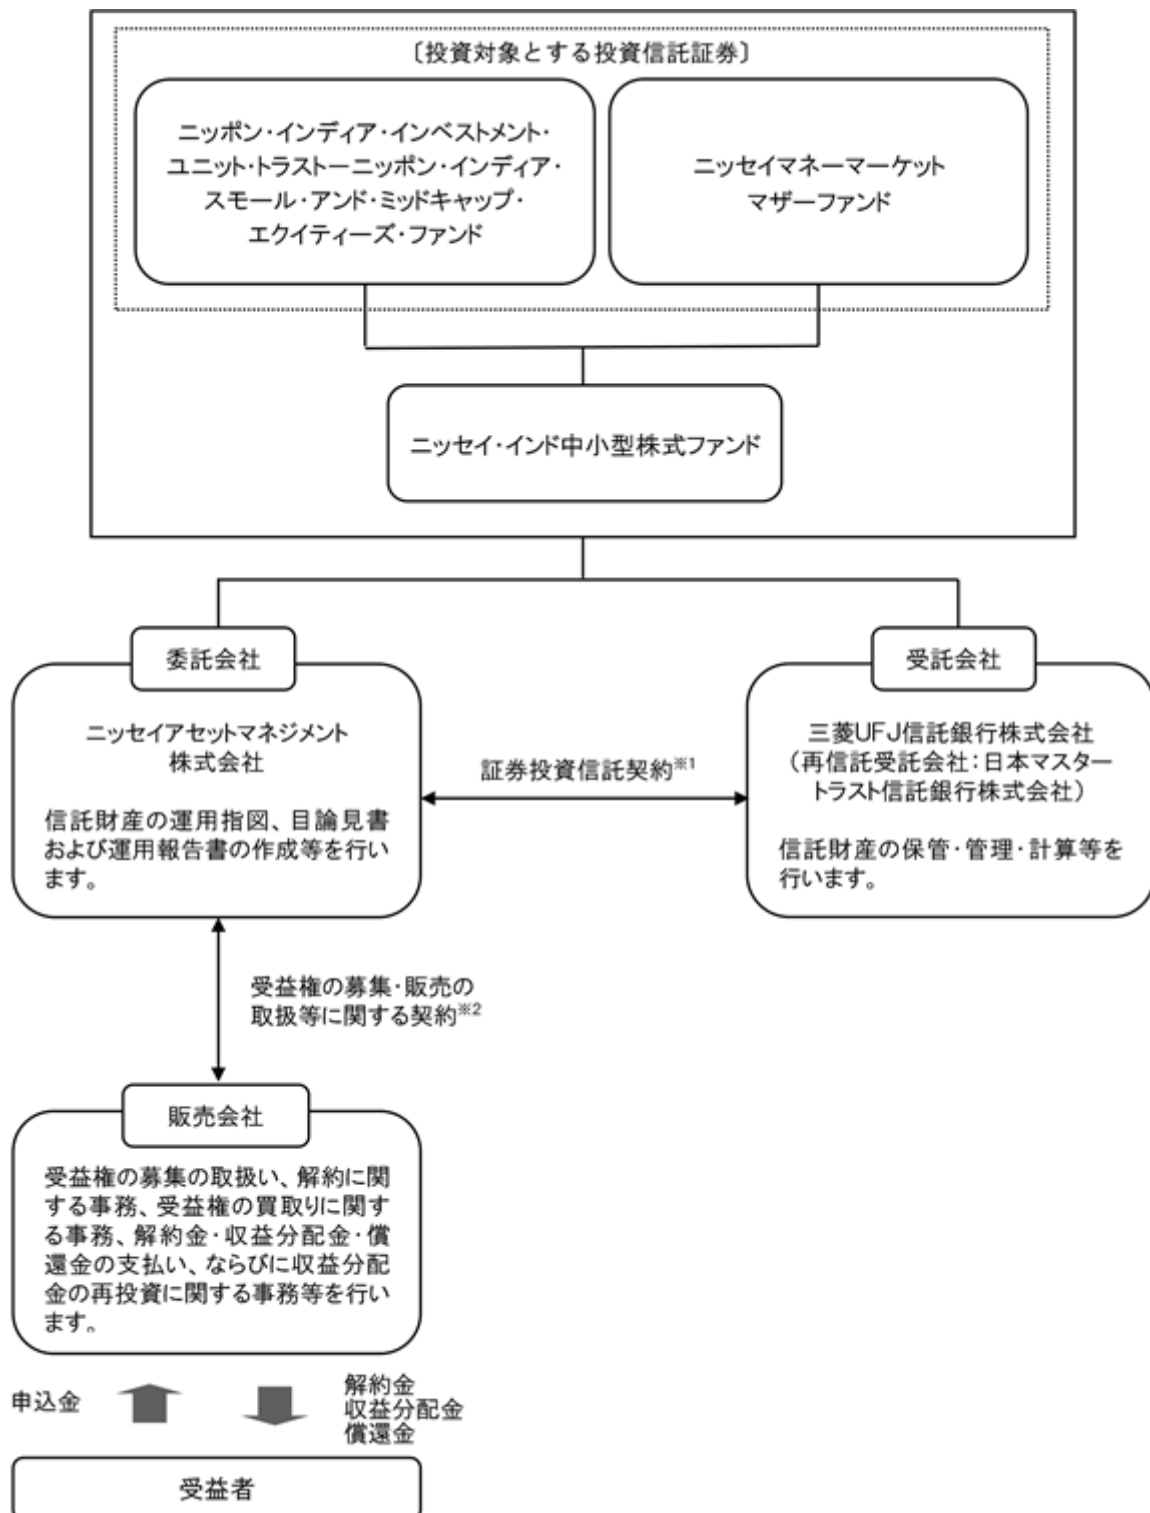 〔投資対象とする投資信託証券〕
ニッポン・インディア・インベストメント・
ユニット・トラストーニッポン・インディア・
スモール・アンド・ミッドキャップ・
エクイティーズ・ファンド
ニッセイマネーマーケット
マザーファンド
ニッセイ・インド中小型株式ファンド
委託会社
ニッセイアセットマネジメント
株式会社
信託財産の運用指図、目論見書
および運用報告書の作成等を行い
ます。
証券投資信託契約※1
受託会社
三菱UFJ信託銀行株式会社
（再信託受託会社：日本マスター
トラスト信託銀行株式会社）
信託財産の保管・管理・計算等を
行います。
受益権の募集・販売の
取扱等に関する契約※2
販売会社
受益権の募集の取扱い、解約に関
する事務、受益権の買取りに関す
る事務、解約金・収益分配金・償
還金の支払い、ならびに収益分配
金の再投資に関する事務等を行い
ます。
申込金
解約金
収益分配金
償還金
受益者